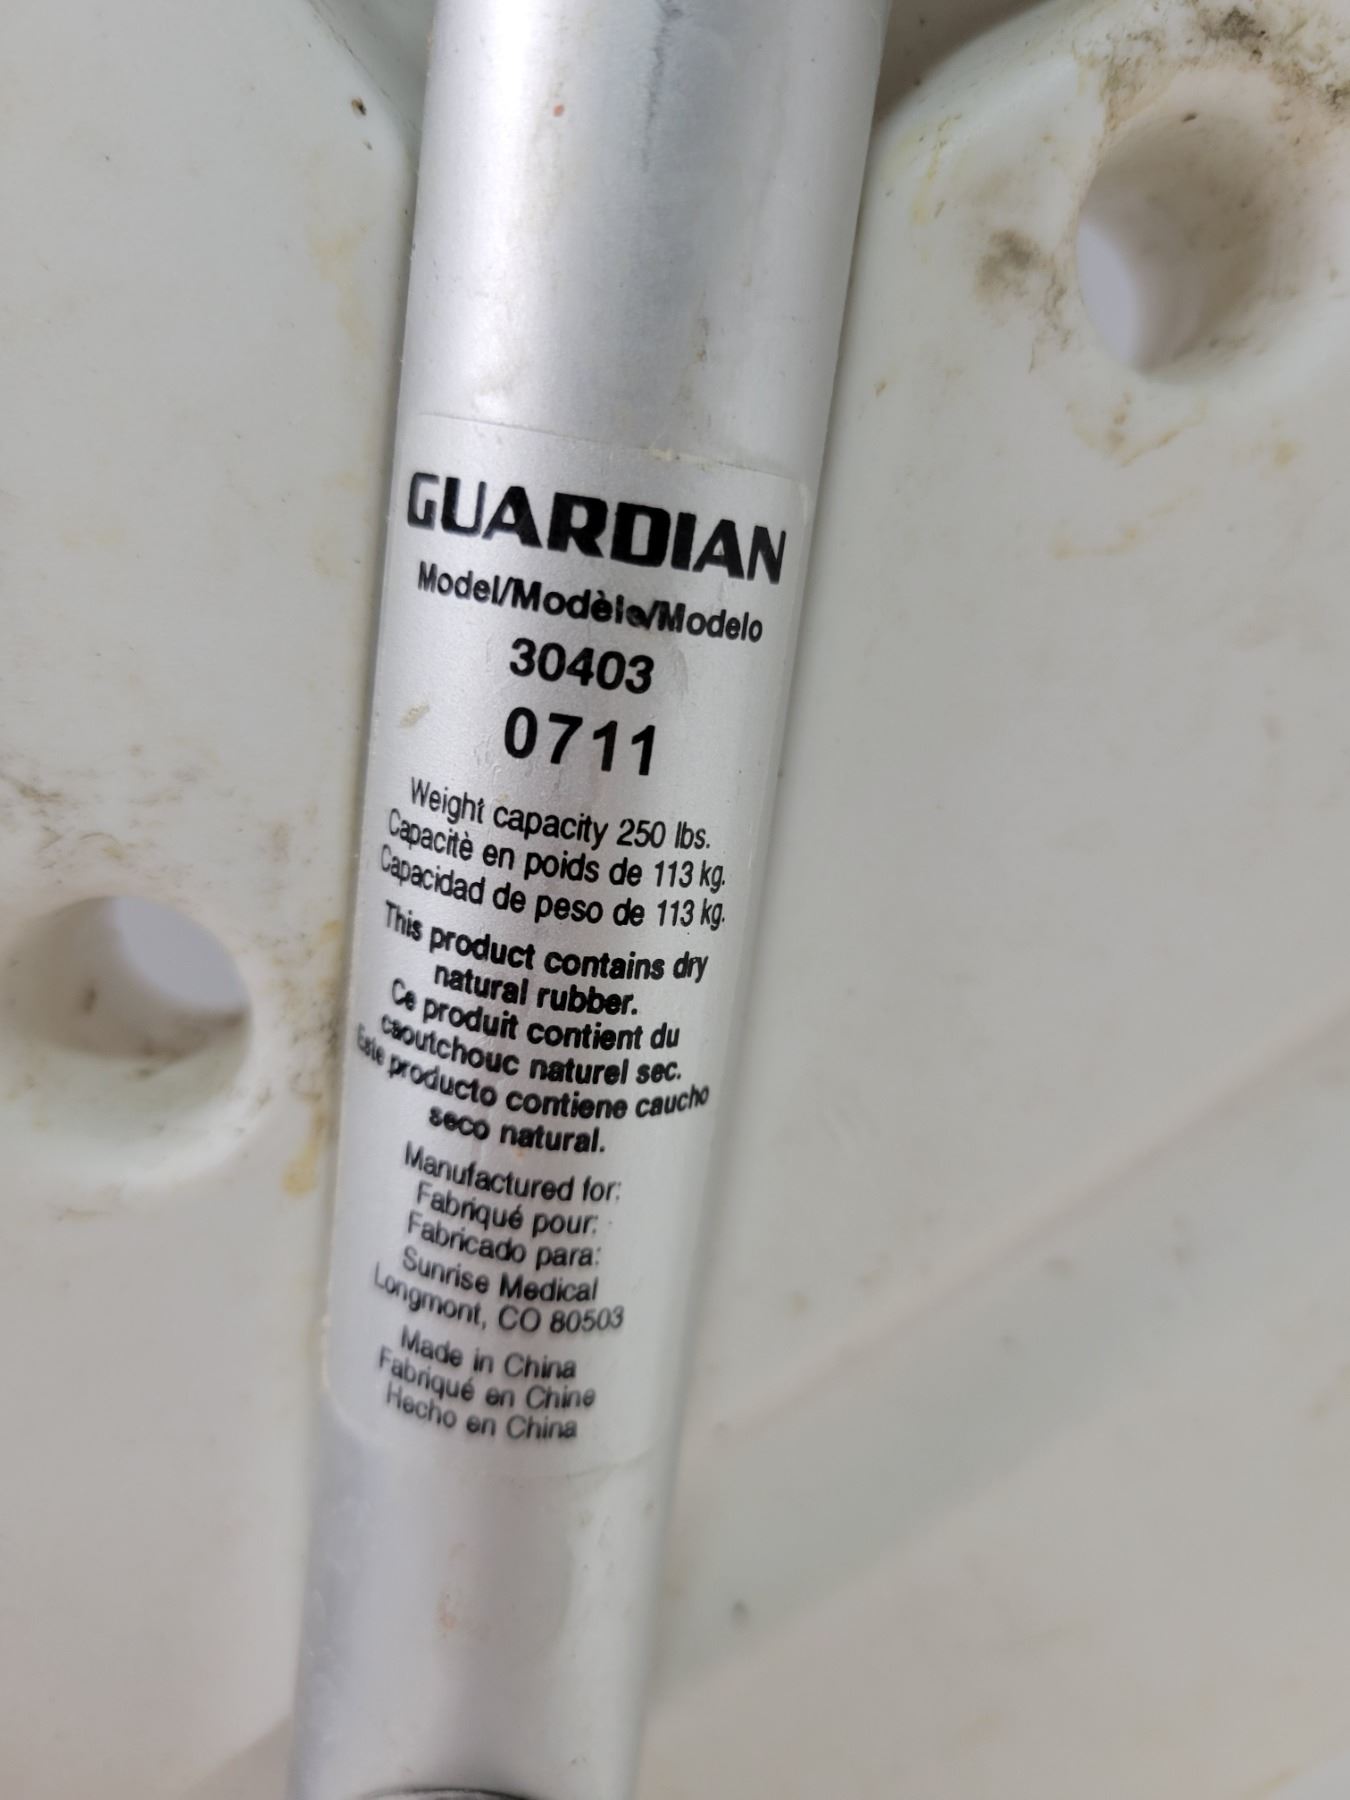 GUARDIAN
Model/Modèle/Modelo
30403
0711
Weight capacity 250 lbs.
Capacitè en poids de 113 kg.
Capacidad de peso de 113 kg.
This product contains dry
natural rubber.
Ce produit contient du
caoutchouc naturel sec.
Este producto contiene caucho
seco natural.
Manufactured for:
Fabriqué pour:
Fabricado para:
Sunrise Medical
Longmont, CO 80503
Made in China
Fabriqué en Chine
Hecho en China